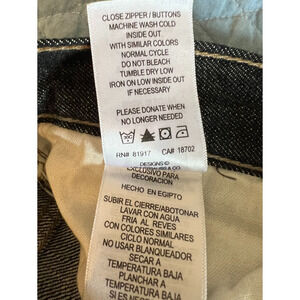 CLOSE ZIPPER / BUTTONS
MACHINE WASH COLD
INSIDE OUT
WITH SIMILAR COLORS
NORMAL CYCLE
DO NOT BLEACH
TUMBLE DRY LOW
IRON ON LOW INSIDE OUT
IF NECESSARY
PLEASE DONATE WHEN
NO LONGER NEEDED
RN# 81917 CA# 18702
DESIGNS ©
EXCLUSIVO PARA
DECORACION
HECHO EN EGIPTO
SUBIR EL CIERRE/ABOTONAR
LAVAR CON AGUA
FRIA AL REVES
CON COLORES SIMILARES
CICLO NORMAL
NO USAR BLANQUEADOR
SECAR A
TEMPERATURA BAJA
PLANCHAR A
TEMPERATURA BAJA